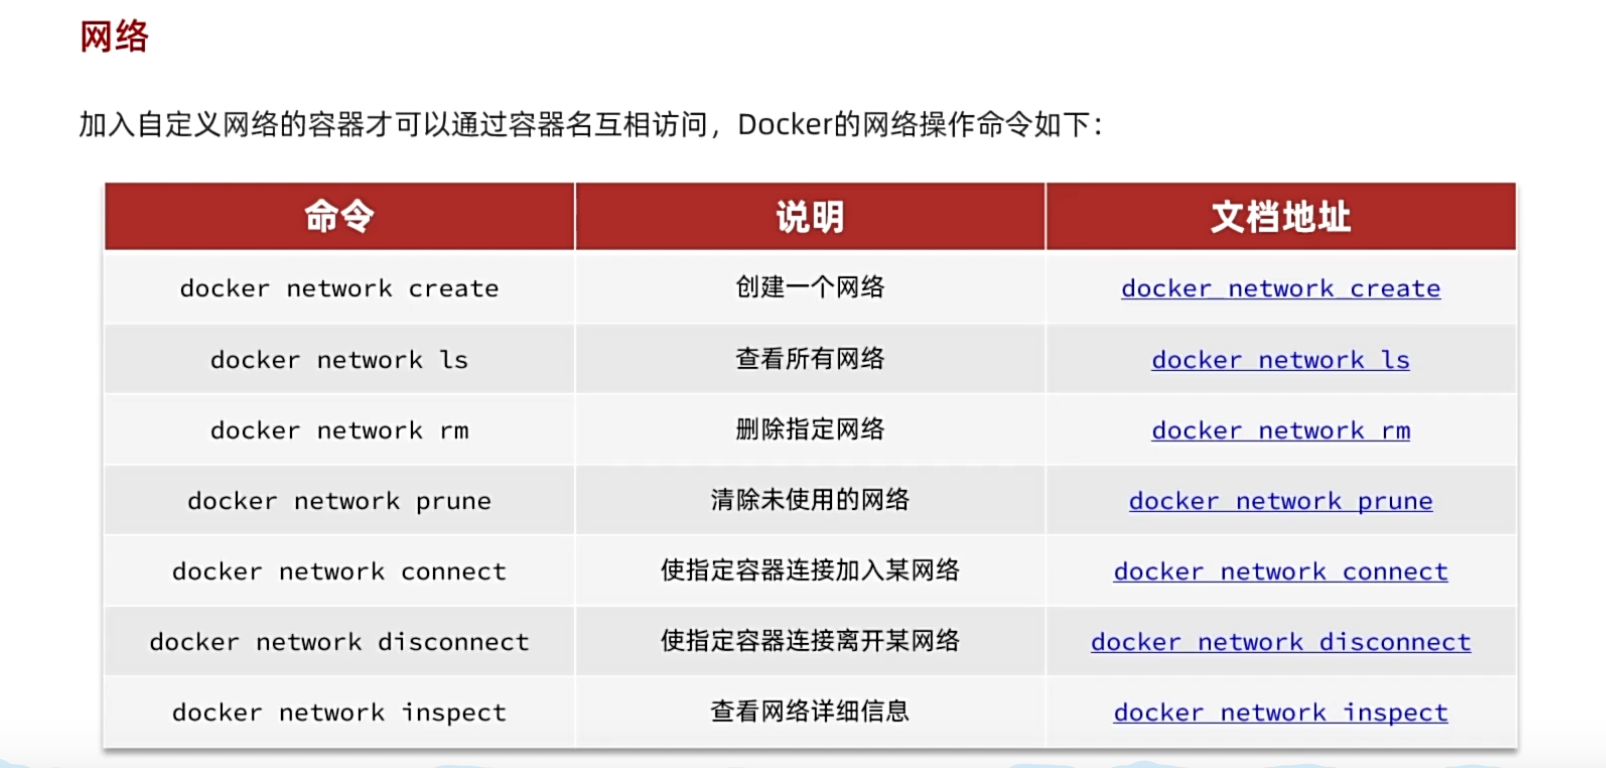 网络
加入自定义网络的容器才可以通过容器名互相访问，Docker的网络操作命令如下：
命令 说明 文档地址
docker network create 创建一个网络 docker network create
docker network ls 查看所有网络 docker network ls
docker network rm 删除指定网络 docker network rm
docker network prune 清除未使用的网络 docker network prune
docker network connect 使指定容器连接加入某网络 docker network connect
docker network disconnect 使指定容器连接离开某网络 docker network disconnect
docker network inspect 查看网络详细信息 docker network inspect